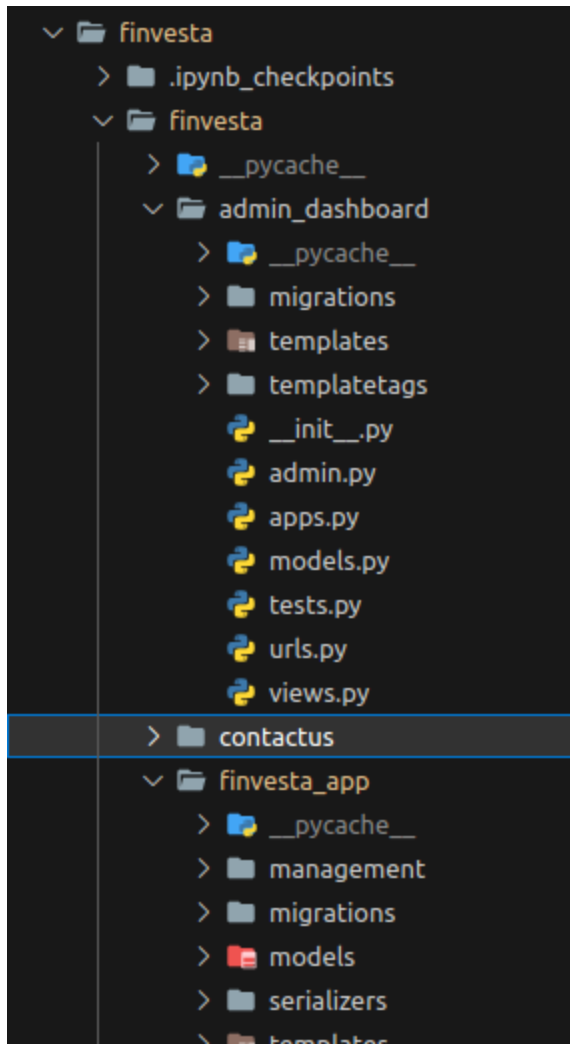 finvesta
.ipynb_checkpoints
finvesta
__pycache__
admin_dashboard
__pycache__
migrations
templates
templatetags
__init__.py
admin.py
apps.py
models.py
tests.py
urls.py
views.py
contactus
finvesta_app
__pycache__
management
migrations
models
serializers
templates